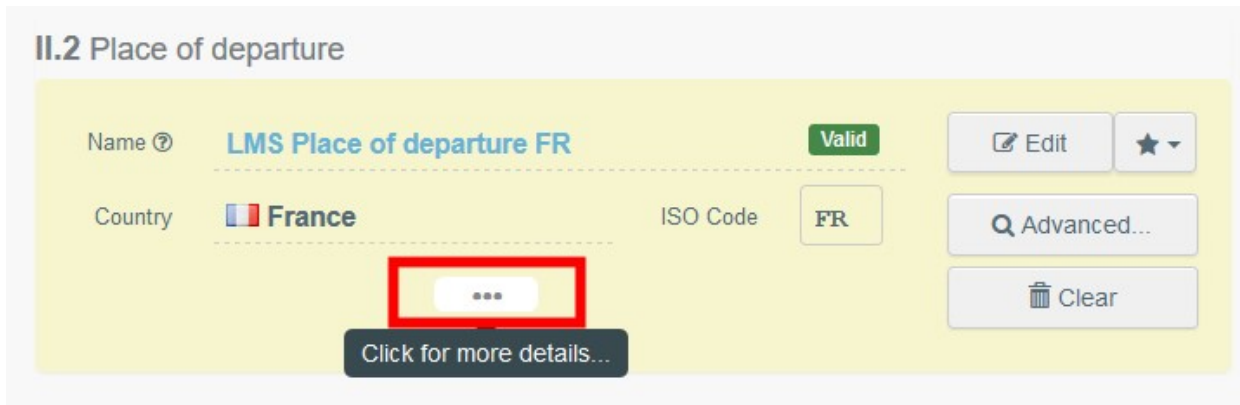 II.2 Place of departure
Name LMS Place of departure FR Valid Edit
Country France ISO Code FR Advanced...
••• Clear
Click for more details...